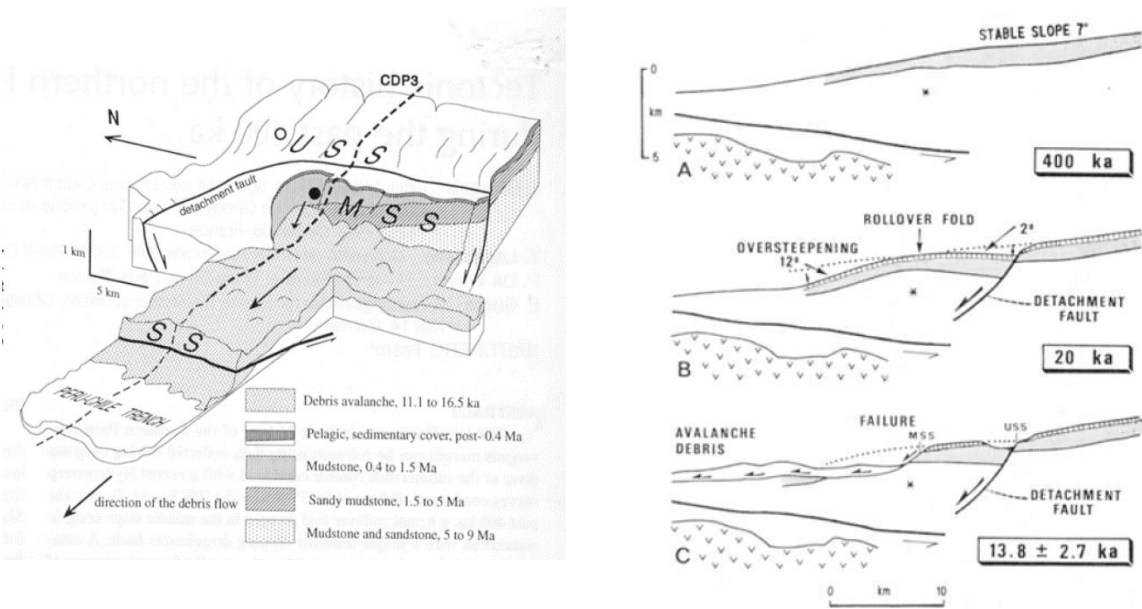 CDP3
N
USS
detachment fault
MSS
1 km
5 km
SS
PERU-CHILE TRENCH
Debris avalanche, 11.1 to 16.5 ka
Pelagic, sedimentary cover, post- 0.4 Ma
Mudstone, 0.4 to 1.5 Ma
Sandy mudstone, 1.5 to 5 Ma
Mudstone and sandstone, 5 to 9 Ma
direction of the debris flow
STABLE SLOPE 7°
0
km
5
A
400 ka
ROLLOVER FOLD
2°
OVERSTEEPENING
12°
DETACHMENT
FAULT
B
20 ka
FAILURE
MSS
USS
AVALANCHE
DEBRIS
DETACHMENT
FAULT
C
13.8 ± 2.7 ka
0 km 10